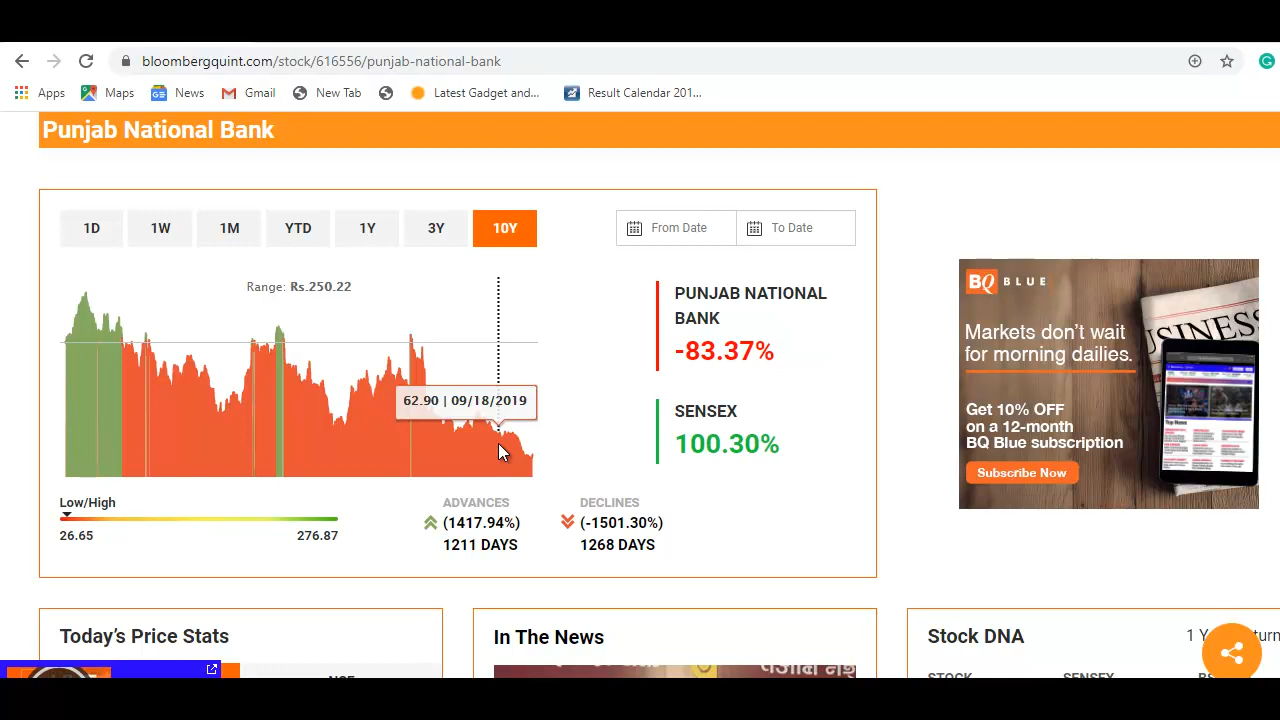 bloombergquint.com/stock/616556/punjab-national-bank
Apps Maps News Gmail New Tab Latest Gadget and... Result Calendar 201...
Punjab National Bank
1D 1W 1M YTD 1Y 3Y 10Y
From Date To Date
Range: Rs.250.22
62.90 | 09/18/2019
PUNJAB NATIONAL
BANK
-83.37%
SENSEX
100.30%
Low/High
26.65 276.87
ADVANCES
(1417.94%)
1211 DAYS
DECLINES
(-1501.30%)
1268 DAYS
BQ BLUE
Markets don't wait
for morning dailies.
Get 10% OFF
on a 12-month
BQ Blue subscription
Subscribe Now
Today's Price Stats
In The News
Stock DNA
STOCK SENSEX